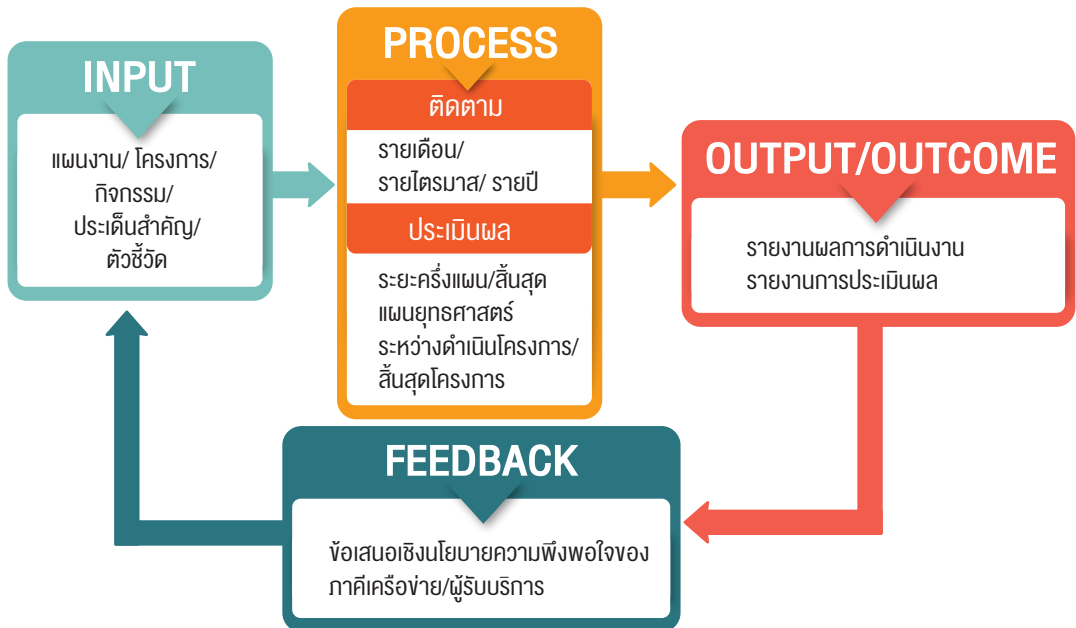 INPUT
แผนงาน/ โครงการ/
กิจกรรม/
ประเด็นสำคัญ/
ตัวชี้วัด
PROCESS
ติดตาม
รายเดือน/
รายไตรมาส/ รายปี
ประเมินผล
ระยะครึ่งแผน/สิ้นสุด
แผนยุทธศาสตร์
ระหว่างดำเนินโครงการ/
สิ้นสุดโครงการ
OUTPUT/OUTCOME
รายงานผลการดำเนินงาน
รายงานการประเมินผล
FEEDBACK
ข้อเสนอเชิงนโยบายความพึงพอใจของ
ภาคีเครือข่าย/ผู้รับบริการ